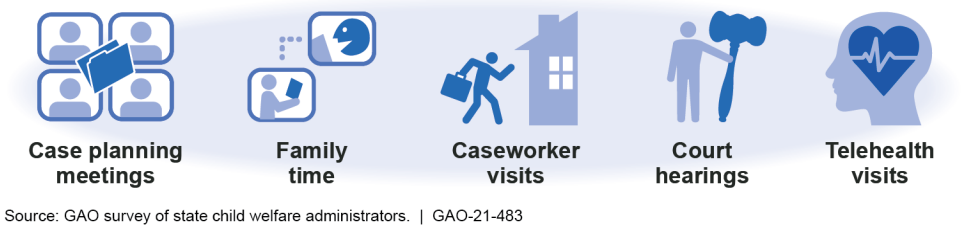 Case planning
meetings
Family
time
Caseworker
visits
Court
hearings
Telehealth
visits
Source: GAO survey of state child welfare administrators. | GAO-21-483